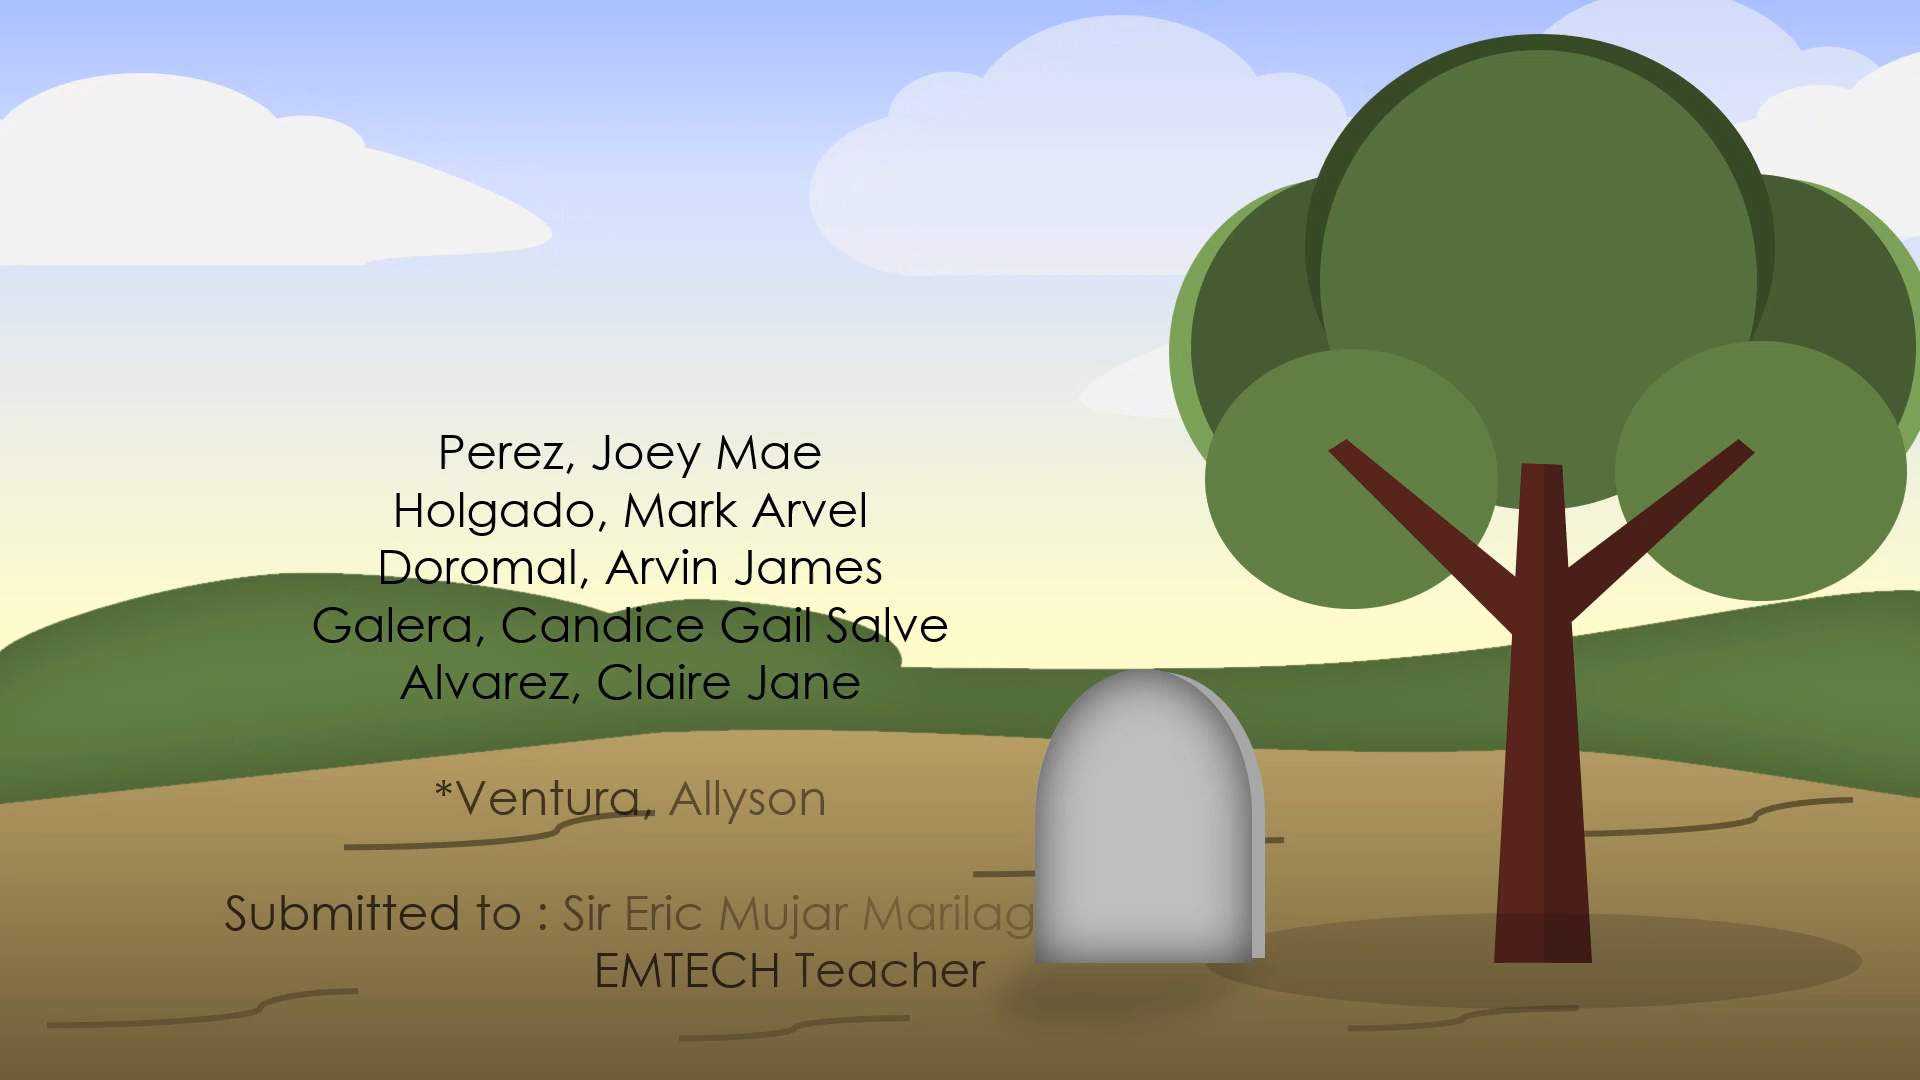 Perez, Joey Mae
Holgado, Mark Arvel
Doromal, Arvin James
Galera, Candice Gail Salve
Alvarez, Claire Jane
*Ventura, Allyson
Submitted to : Sir Eric Mujar Marilag
EMTECH Teacher